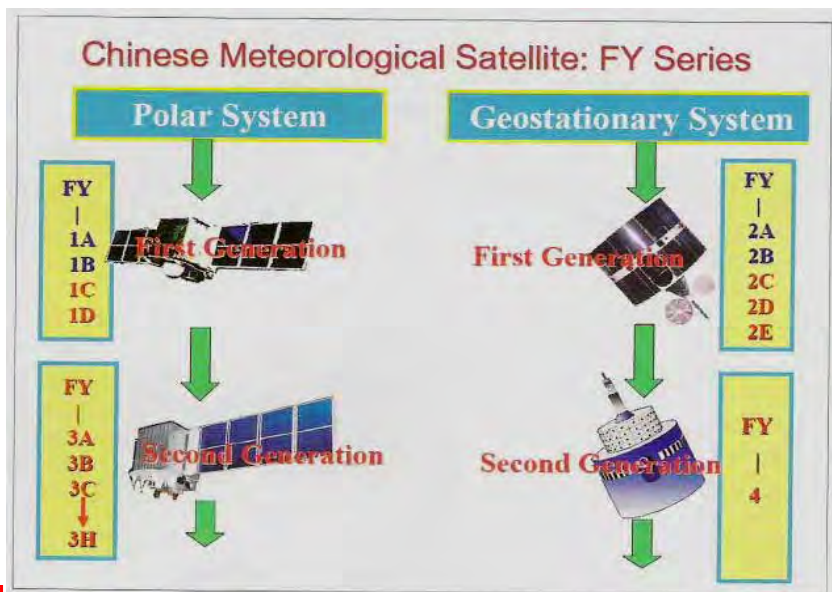 Chinese Meteorological Satellite: FY Series
Polar System
Geostationary System
FY
|
1A
1B
1C
1D
First Generation
First Generation
FY
|
2A
2B
2C
2D
2E
FY
|
3A
3B
3C
3H
Second Generation
Second Generation
FY
|
4